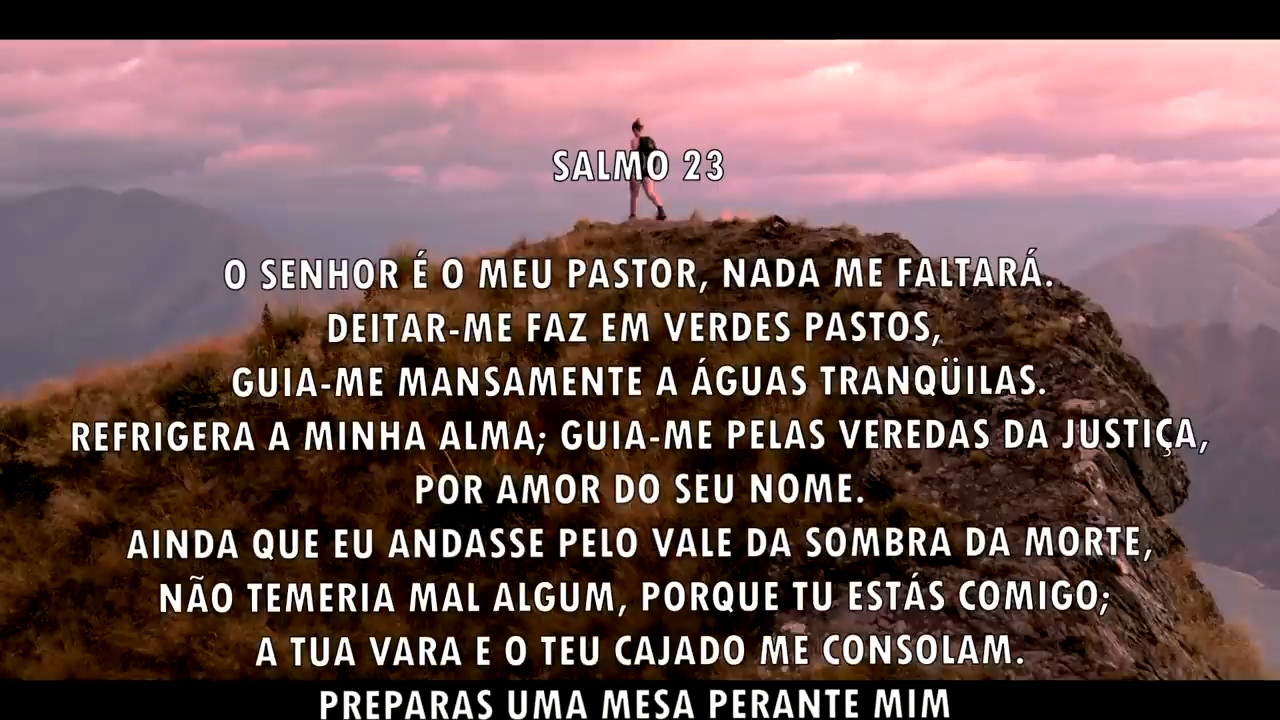 SALMO 23
O SENHOR É O MEU PASTOR, NADA ME FALTARÁ.
DEITAR-ME FAZ EM VERDES PASTOS,
GUIA-ME MANSAMENTE A ÁGUAS TRANQÜILAS.
REFRIGERA A MINHA ALMA; GUIA-ME PELAS VEREDAS DA JUSTIÇA,
POR AMOR DO SEU NOME.
AINDA QUE EU ANDASSE PELO VALE DA SOMBRA DA MORTE,
NÃO TEMERIA MAL ALGUM, PORQUE TU ESTÁS COMIGO;
A TUA VARA E O TEU CAJADO ME CONSOLAM.
PREPARAS UMA MESA PERANTE MIM